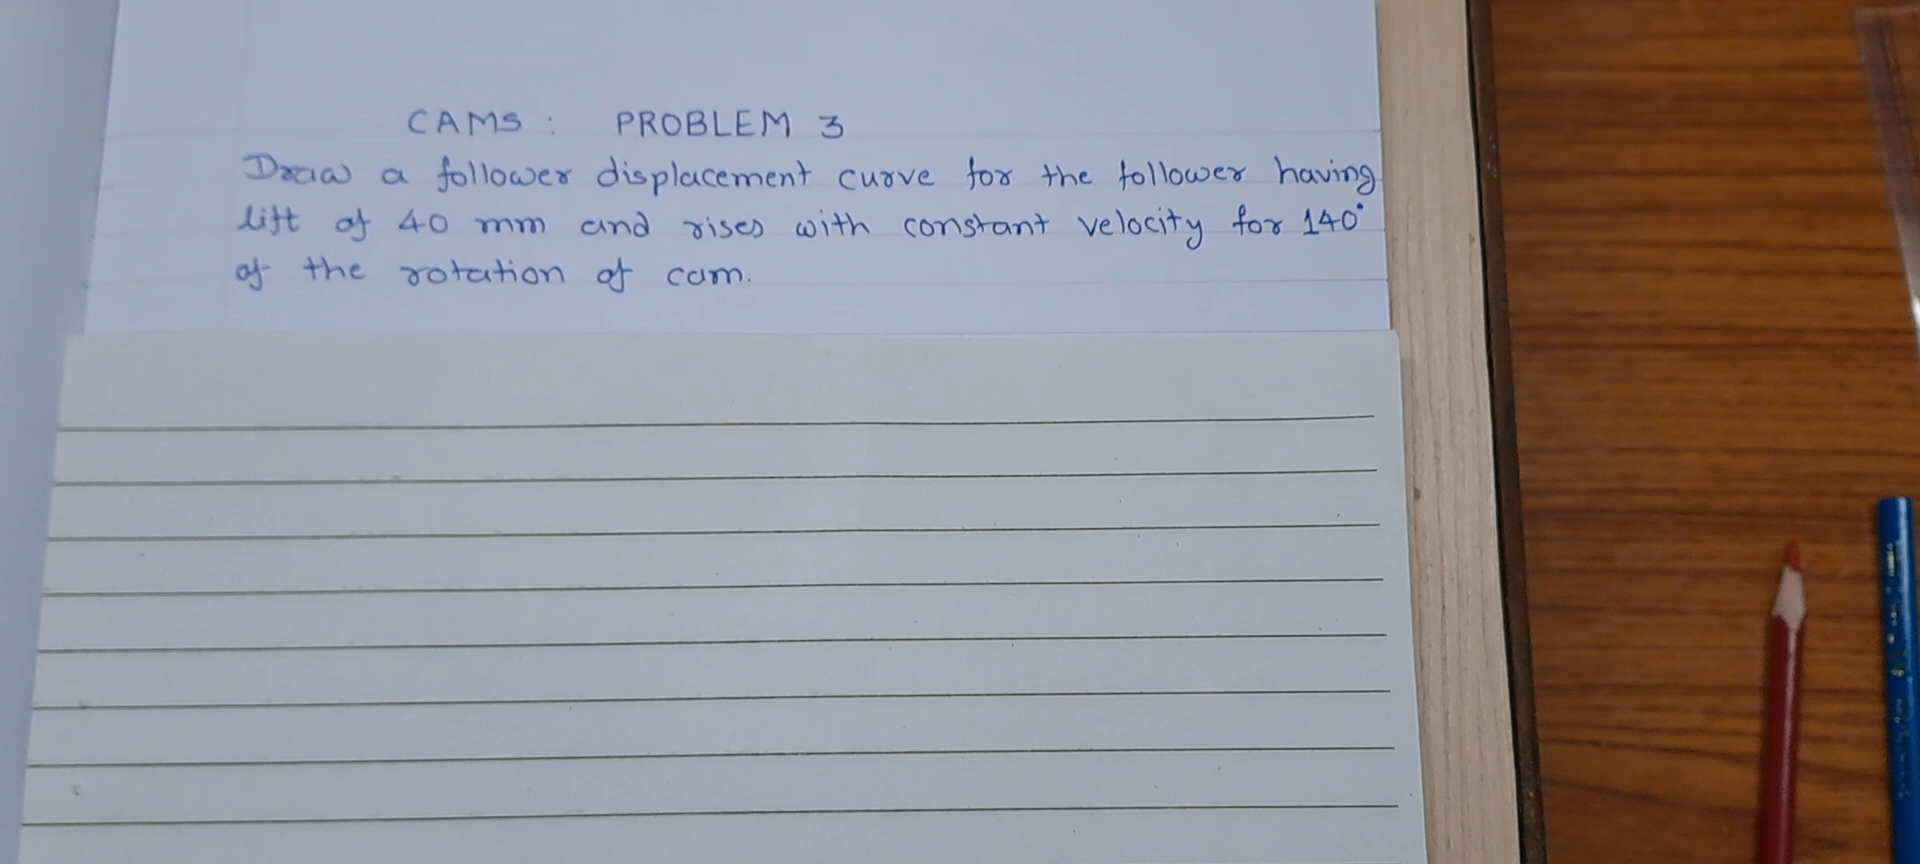 CAMS: PROBLEM 3
Draw a follower displacement curve for the follower having
lift of 40 mm and rises with constant velocity for 140°
of the rotation of cam.